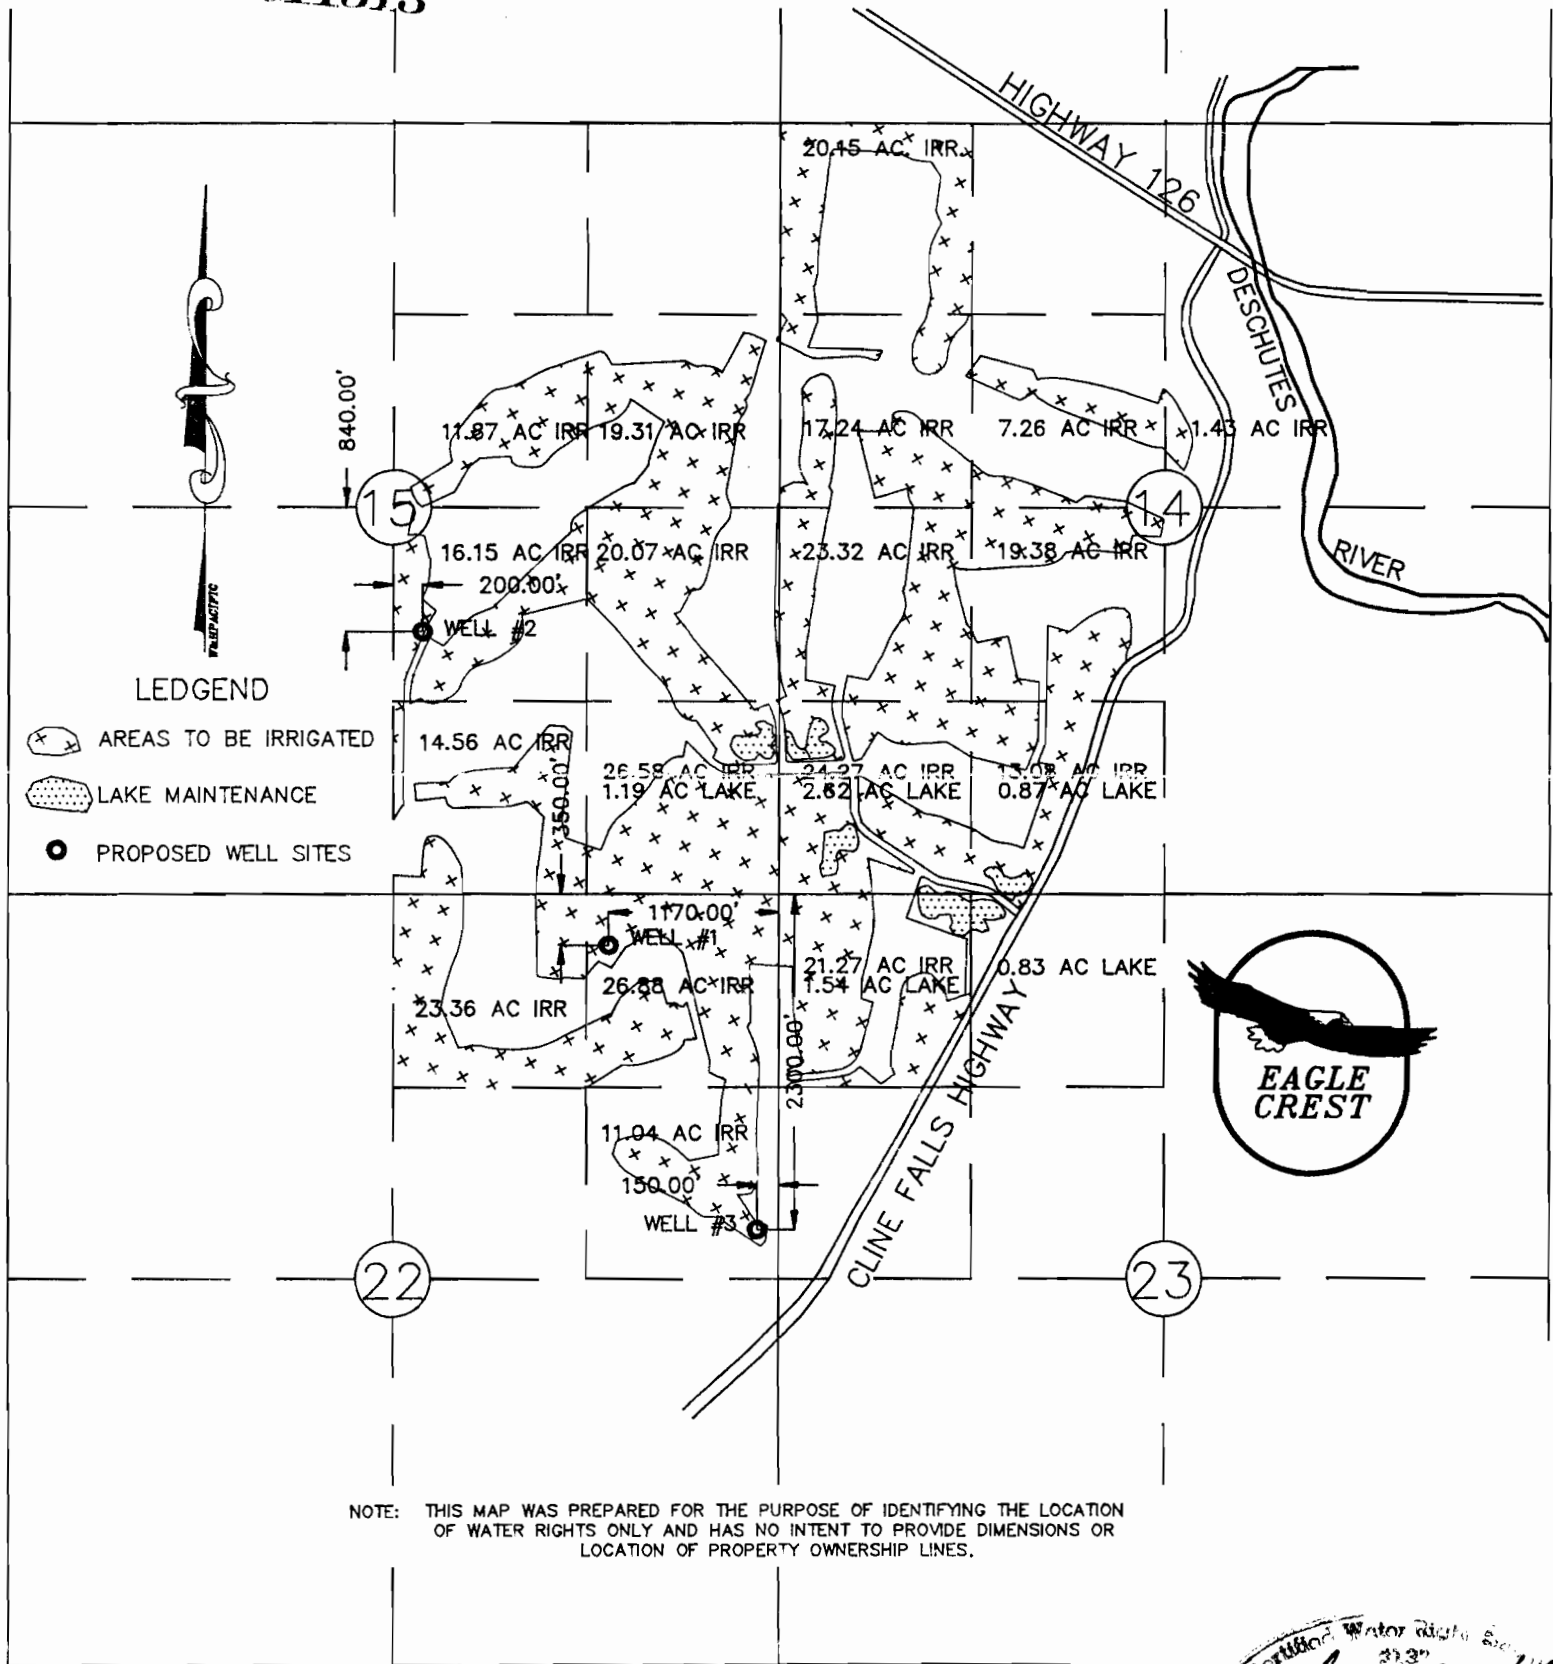 20.15 AC. IRR.
HIGHWAY 126
DESCHUTES
RIVER
840.00'
11.87 AC IRR
19.31 AC IRR
17.24 AC IRR
7.26 AC IRR
1.43 AC IRR
15
14
16.15 AC IRR
20.07 AC IRR
23.32 AC IRR
19.38 AC IRR
200.00'
WELL #2
W&HPACIFIC
LEDGEND
AREAS TO BE IRRIGATED
LAKE MAINTENANCE
PROPOSED WELL SITES
14.56 AC IRR
26.58 AC IRR
1.19 AC LAKE
24.27 AC IRR
2.62 AC LAKE
13.08 AC IRR
0.87 AC LAKE
350.00'
1170.00'
WELL #1
26.88 AC IRR
23.36 AC IRR
21.27 AC IRR
1.54 AC LAKE
0.83 AC LAKE
2300.00'
11.04 AC IRR
150.00'
WELL #3
CLINE FALLS HIGHWAY
EAGLE
CREST
22
23
NOTE: THIS MAP WAS PREPARED FOR THE PURPOSE OF IDENTIFYING THE LOCATION
OF WATER RIGHTS ONLY AND HAS NO INTENT TO PROVIDE DIMENSIONS OR
LOCATION OF PROPERTY OWNERSHIP LINES.
Water Right